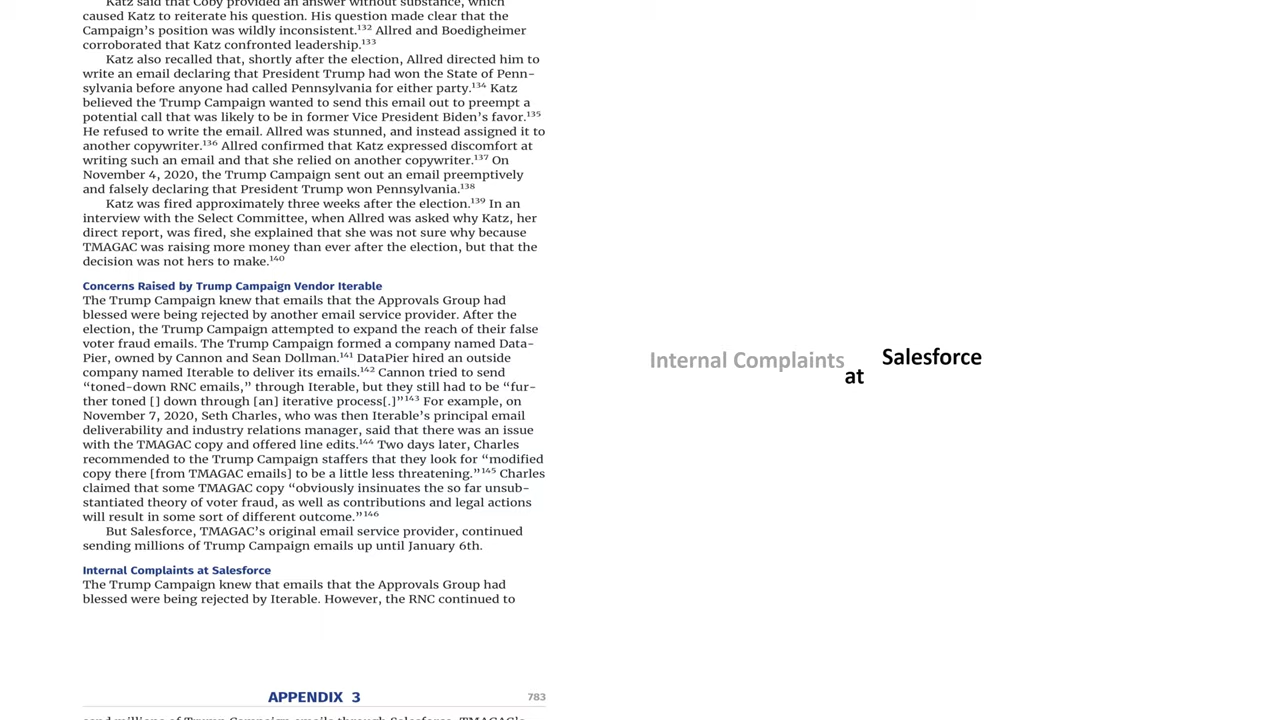 Katz said that Coby provided an answer without substance, which
caused Katz to reiterate his question. His question made clear that the
Campaign’s position was wildly inconsistent.¹³² Allred and Boedigheimer
corroborated that Katz confronted leadership.¹³³
Katz also recalled that, shortly after the election, Allred directed him to
write an email declaring that President Trump had won the State of Penn-
sylvania before anyone had called Pennsylvania for either party.¹³⁴ Katz
believed the Trump Campaign wanted to send this email out to preempt a
potential call that was likely to be in former Vice President Biden’s favor.¹³⁵
He refused to write the email. Allred was stunned, and instead assigned it to
another copywriter.¹³⁶ Allred confirmed that Katz expressed discomfort at
writing such an email and that she relied on another copywriter.¹³⁷ On
November 4, 2020, the Trump Campaign sent out an email preemptively
and falsely declaring that President Trump won Pennsylvania.¹³⁸
Katz was fired approximately three weeks after the election.¹³⁹ In an
interview with the Select Committee, when Allred was asked why Katz, her
direct report, was fired, she explained that she was not sure why because
TMAGAC was raising more money than ever after the election, but that the
decision was not hers to make.¹⁴⁰
Concerns Raised by Trump Campaign Vendor Iterable
The Trump Campaign knew that emails that the Approvals Group had
blessed were being rejected by another email service provider. After the
election, the Trump Campaign attempted to expand the reach of their false
voter fraud emails. The Trump Campaign formed a company named Data-
Pier, owned by Cannon and Sean Dollman.¹⁴¹ DataPier hired an outside
company named Iterable to deliver its emails.¹⁴² Cannon tried to send
“toned-down RNC emails,” through Iterable, but they still had to be “fur-
ther toned [] down through [an] iterative process[.]”¹⁴³ For example, on
November 7, 2020, Seth Charles, who was then Iterable’s principal email
deliverability and industry relations manager, said that there was an issue
with the TMAGAC copy and offered line edits.¹⁴⁴ Two days later, Charles
recommended to the Trump Campaign staffers that they look for “modified
copy there [from TMAGAC emails] to be a little less threatening.”¹⁴⁵ Charles
claimed that some TMAGAC copy “obviously insinuates the so far unsub-
stantiated theory of voter fraud, as well as contributions and legal actions
will result in some sort of different outcome.”¹⁴⁶
But Salesforce, TMAGAC’s original email service provider, continued
sending millions of Trump Campaign emails up until January 6th.
Internal Complaints at Salesforce
The Trump Campaign knew that emails that the Approvals Group had
blessed were being rejected by Iterable. However, the RNC continued to
APPENDIX 3 783
send millions of Trump Campaign emails through Salesforce. TMAGAC’s
Internal Complaints at Salesforce